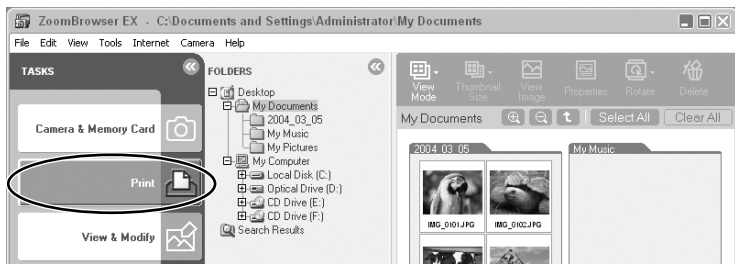 ZoomBrowser EX - C:\Documents and Settings\Administrator\My Documents
File Edit View Tools Internet Camera Help
TASKS
Camera & Memory Card
Print
View & Modify
FOLDERS
Desktop
My Documents
2004_03_05
My Music
My Pictures
My Computer
Local Disk (C:)
Optical Drive (D:)
CD Drive (E:)
CD Drive (F:)
Search Results
View Mode
Thumbnail Size
View Image
Properties
Rotate
Delete
My Documents
Select All
Clear All
2004_03_05
My Music
IMG_0101.JPG
IMG_0102.JPG